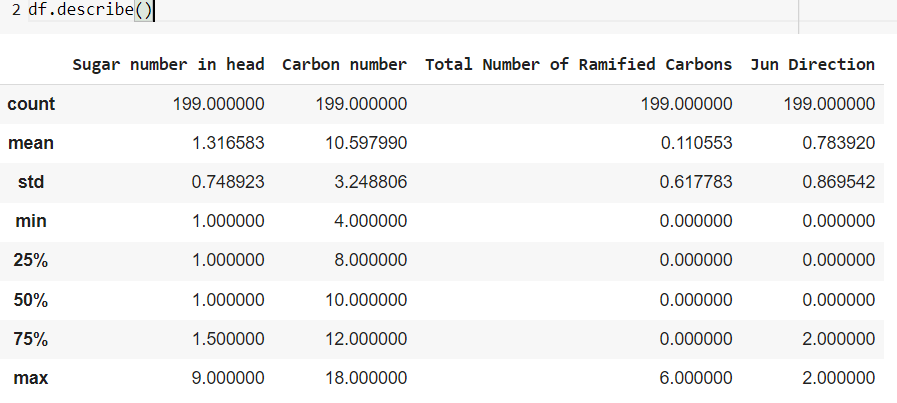 2 df.describe()
Sugar number in head Carbon number Total Number of Ramified Carbons Jun Direction
count 199.000000 199.000000 199.000000 199.000000
mean 1.316583 10.597990 0.110553 0.783920
std 0.748923 3.248806 0.617783 0.869542
min 1.000000 4.000000 0.000000 0.000000
25% 1.000000 8.000000 0.000000 0.000000
50% 1.000000 10.000000 0.000000 0.000000
75% 1.500000 12.000000 0.000000 2.000000
max 9.000000 18.000000 6.000000 2.000000